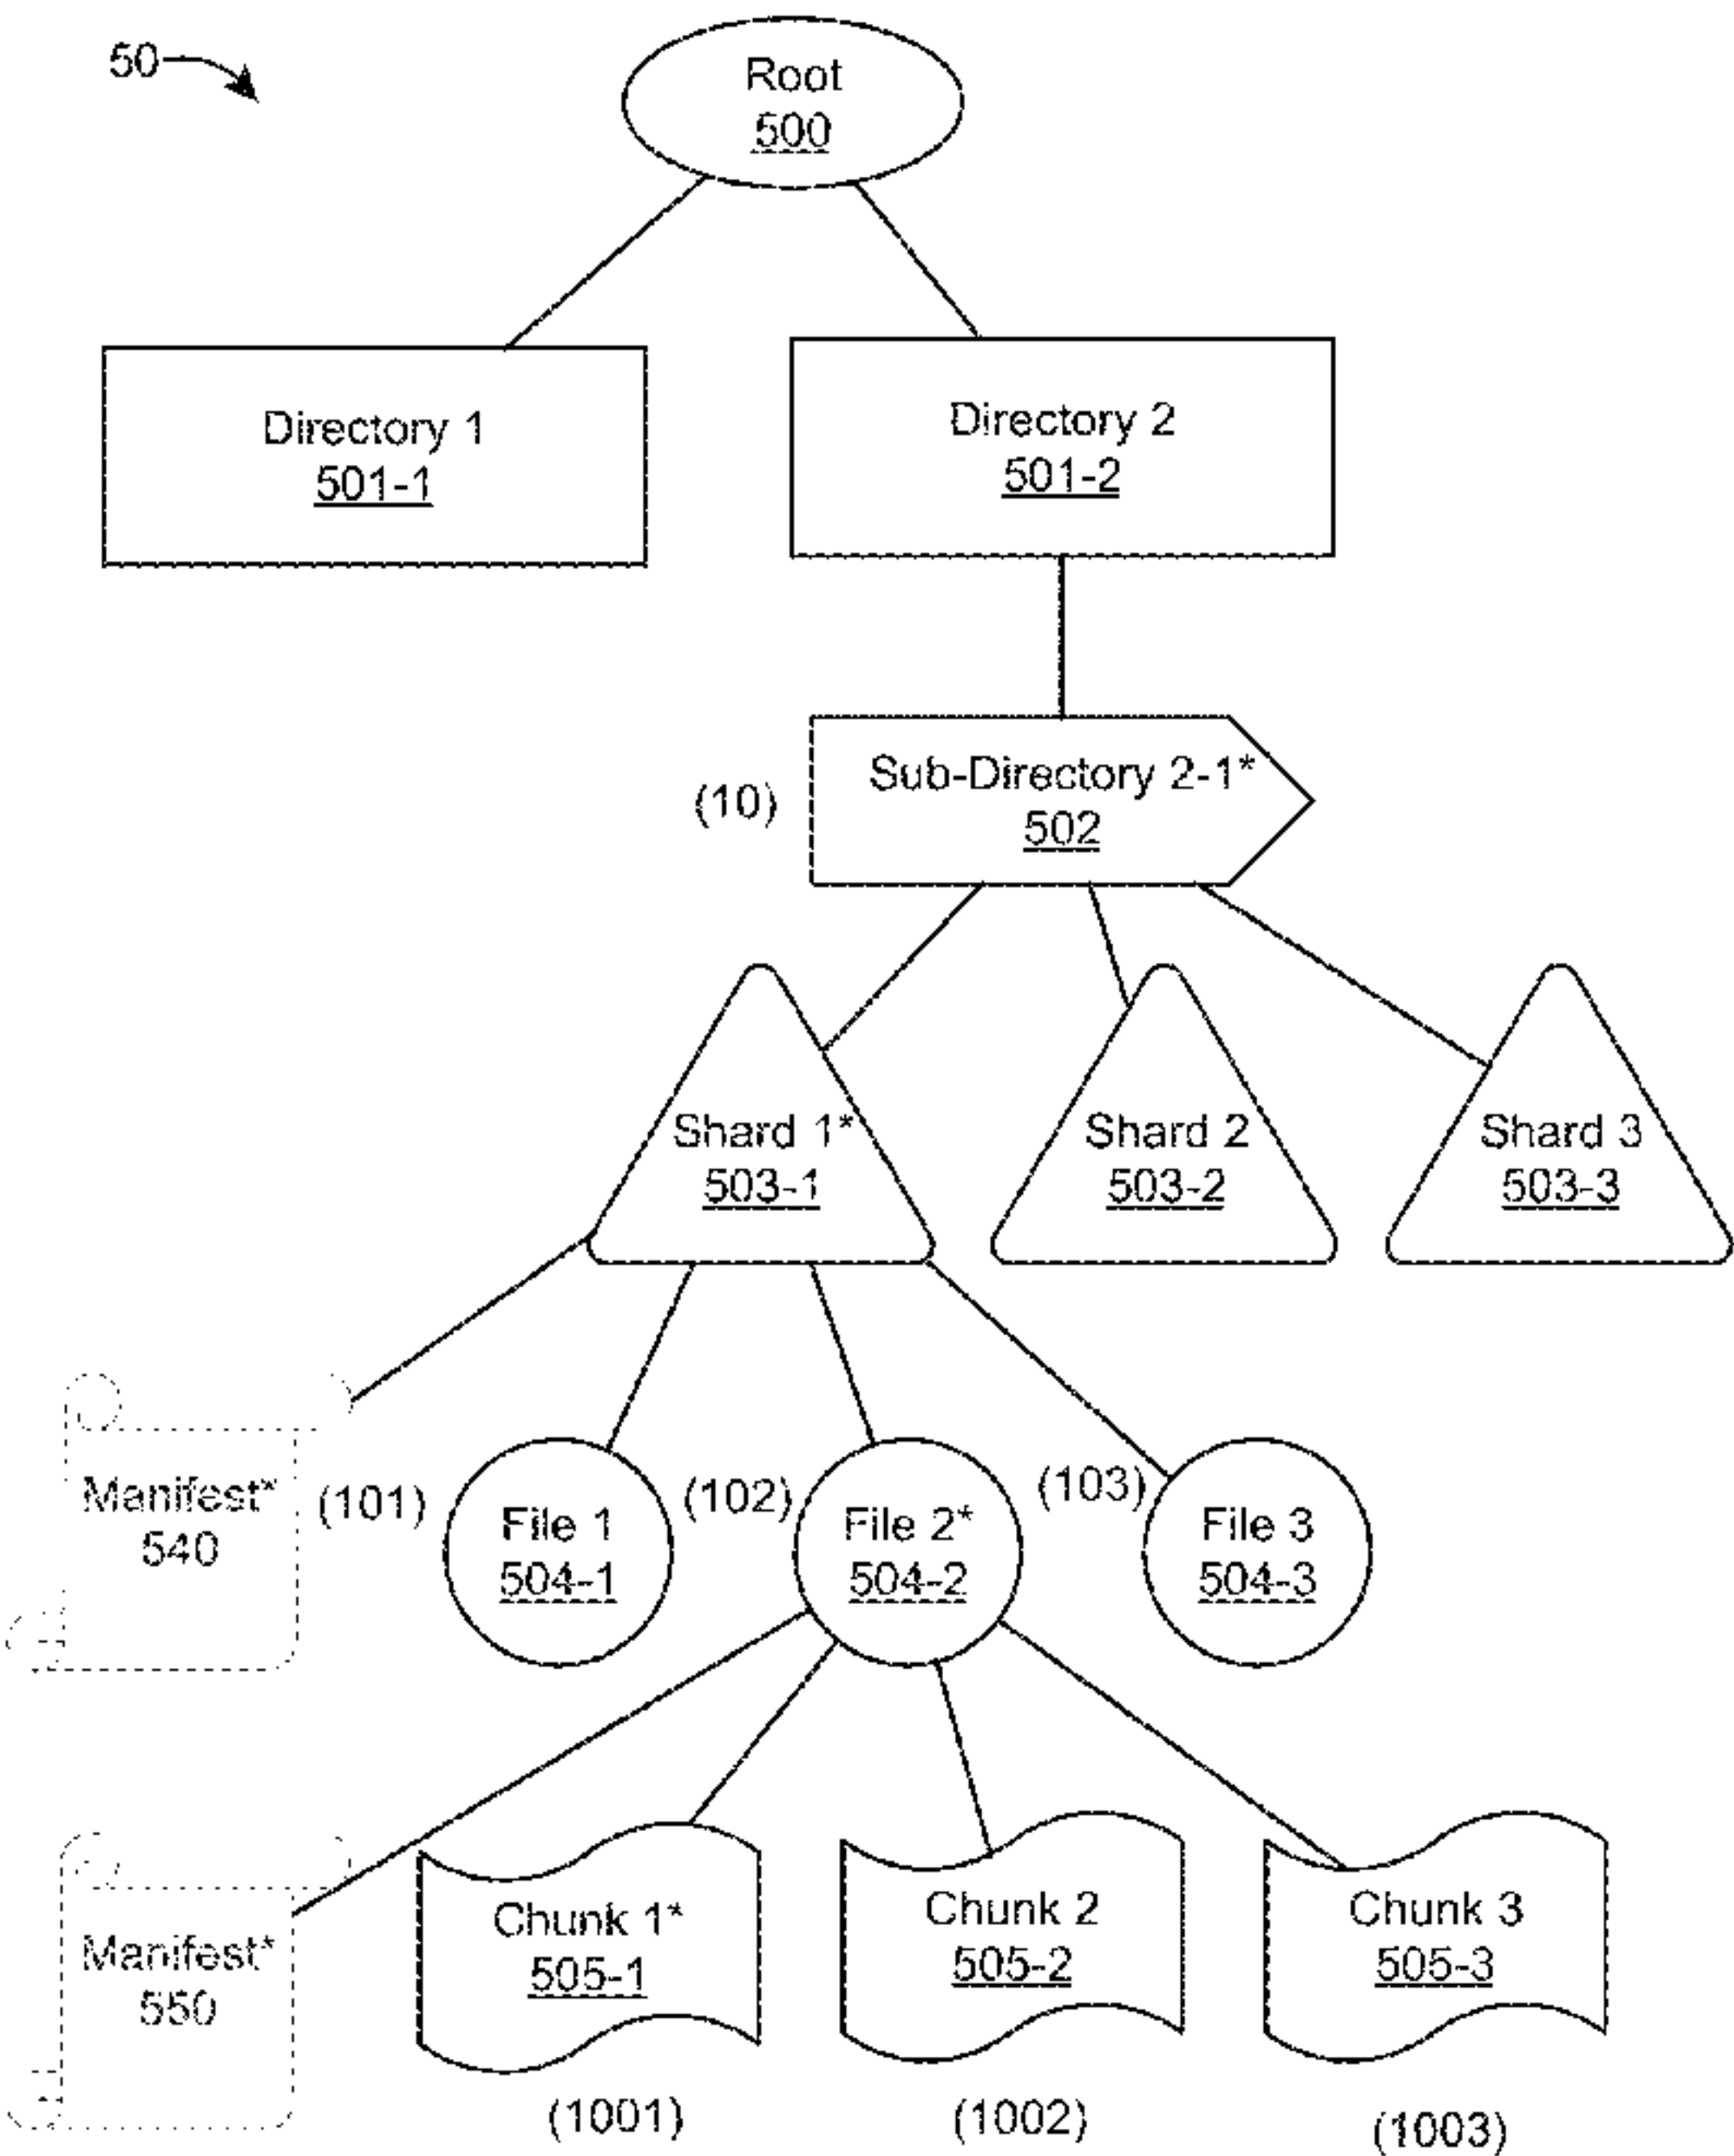 50
Root
500
Directory 1
501-1
Directory 2
501-2
(10)
Sub-Directory 2-1*
502
Shard 1*
503-1
Shard 2
503-2
Shard 3
503-3
Manifest*
540
(101)
File 1
504-1
(102)
File 2*
504-2
(103)
File 3
504-3
Manifest*
550
Chunk 1*
505-1
Chunk 2
505-2
Chunk 3
505-3
(1001)
(1002)
(1003)